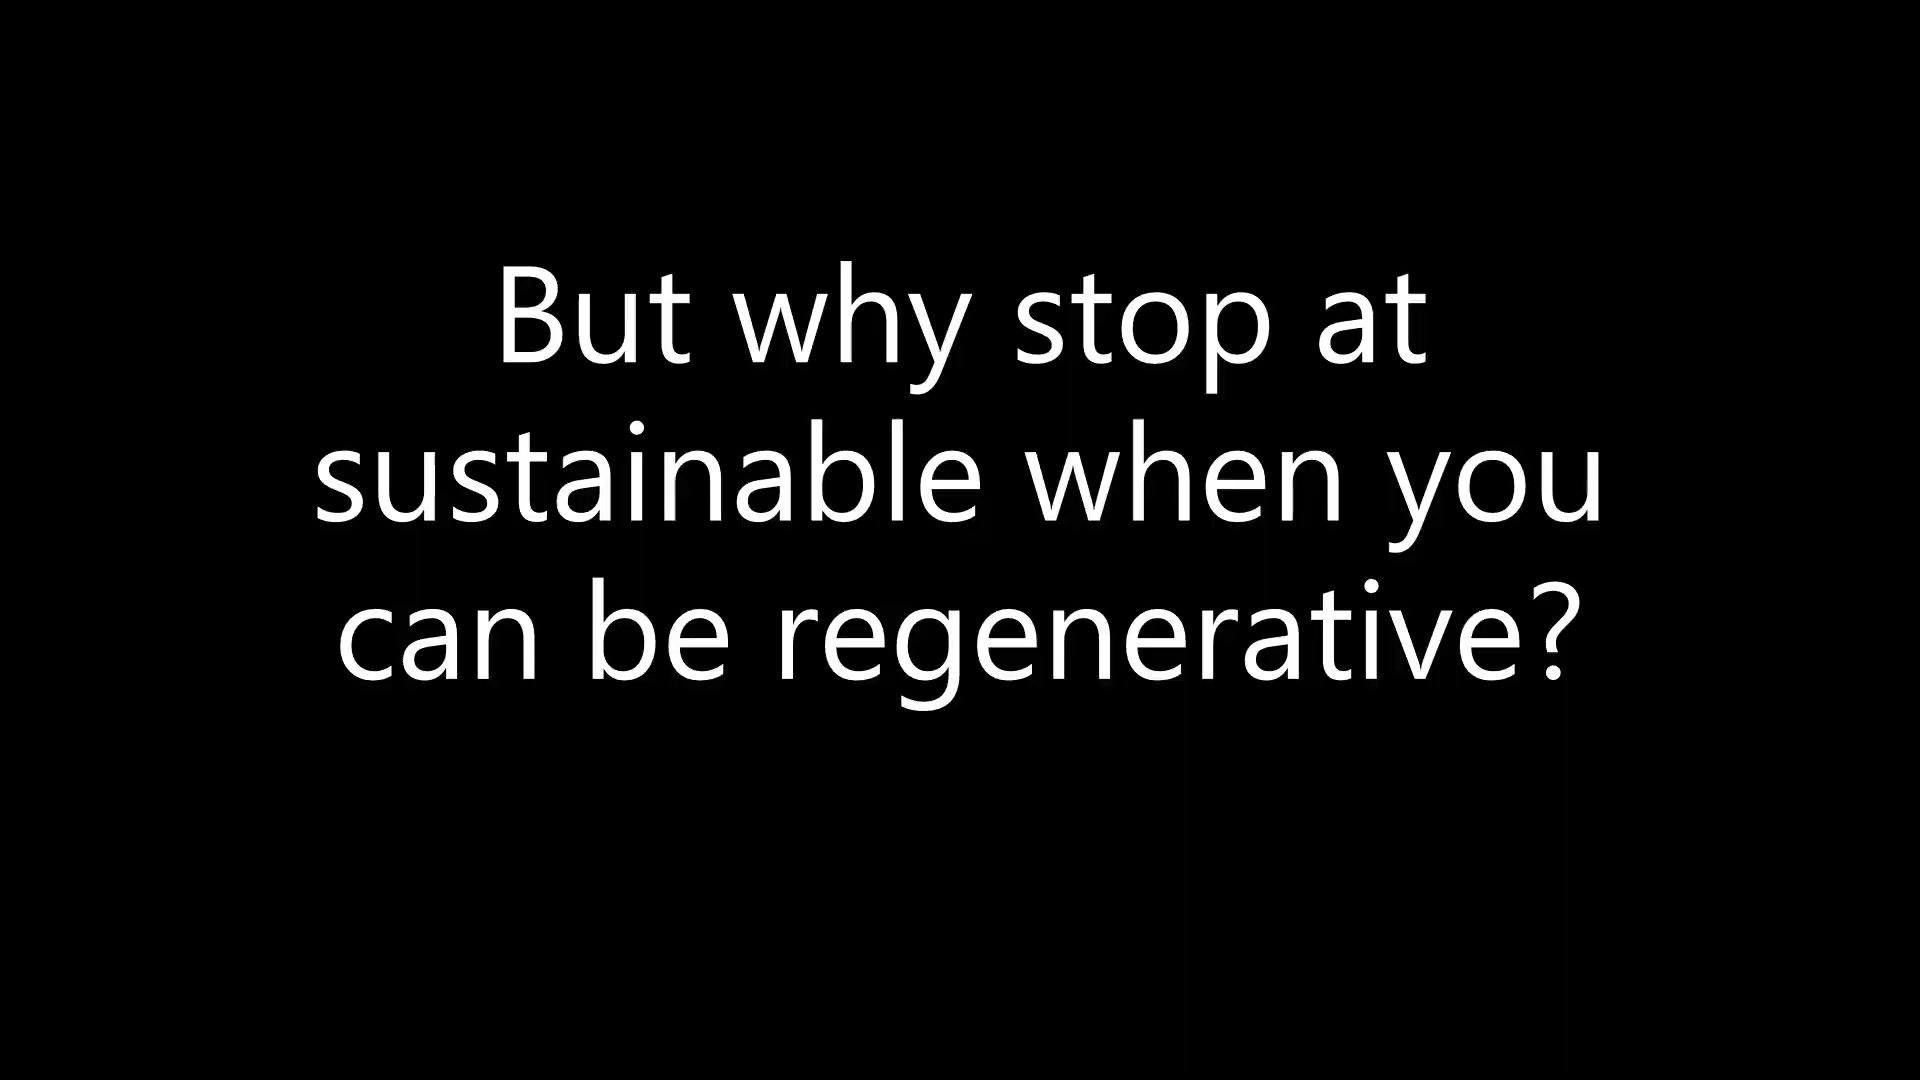 But why stop at
sustainable when you
can be regenerative?